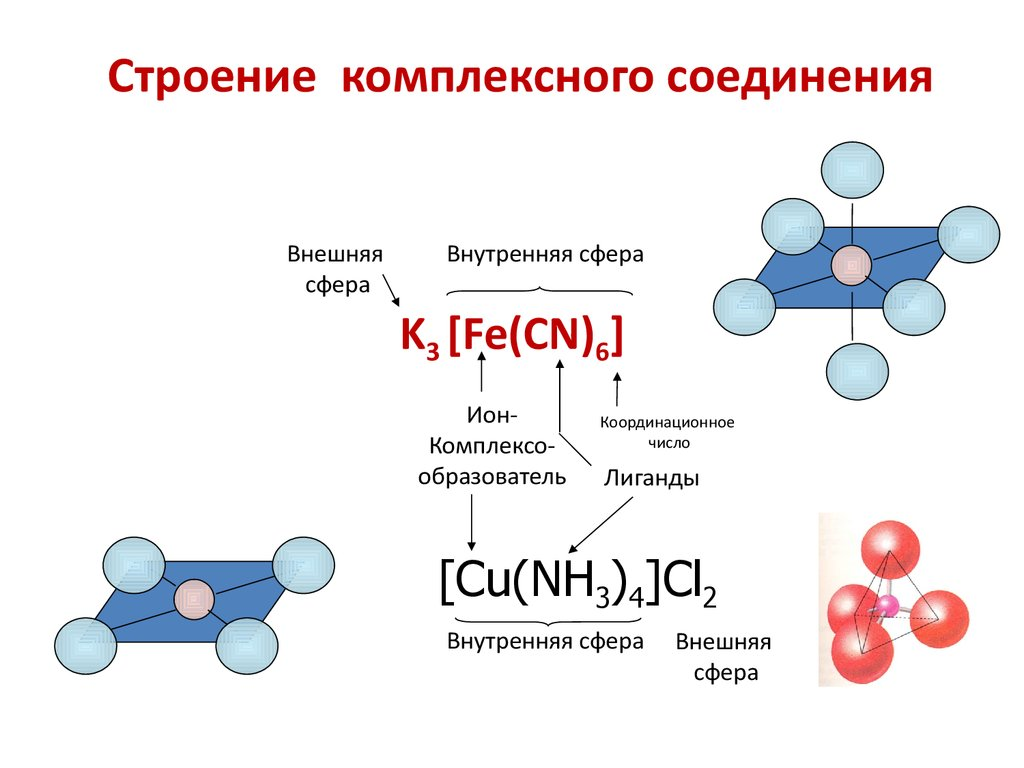 Строение комплексного соединения
Внешняя
сфера
Внутренняя сфера
K₃ [Fe(CN)₆]
Ион-
Комплексо-
образователь
Координационное
число
Лиганды
[Cu(NH₃)₄]Cl₂
Внутренняя сфера
Внешняя
сфера